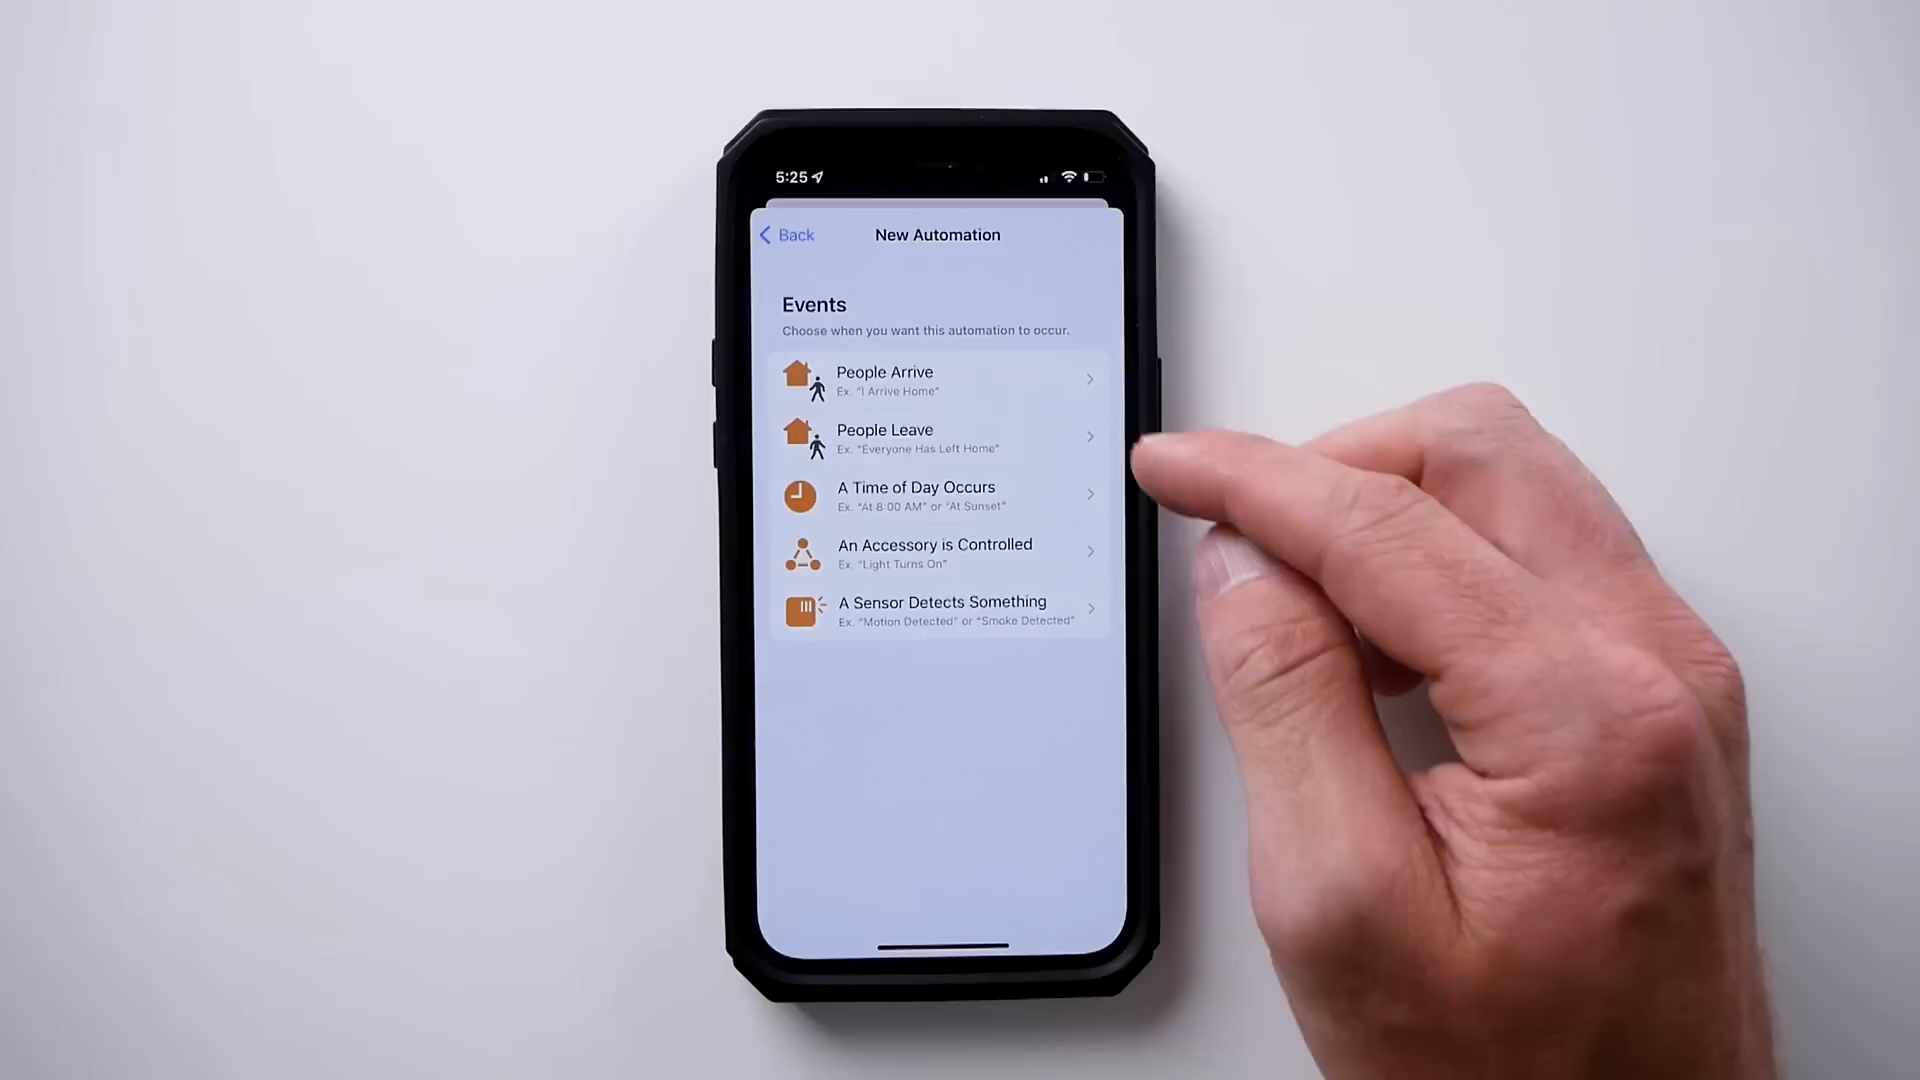 5:25
Back
New Automation
Events
Choose when you want this automation to occur.
People Arrive
Ex. "I Arrive Home"
People Leave
Ex. "Everyone Has Left Home"
A Time of Day Occurs
Ex. "At 8:00 AM" or "At Sunset"
An Accessory is Controlled
Ex. "Light Turns On"
A Sensor Detects Something
Ex. "Motion Detected" or "Smoke Detected"